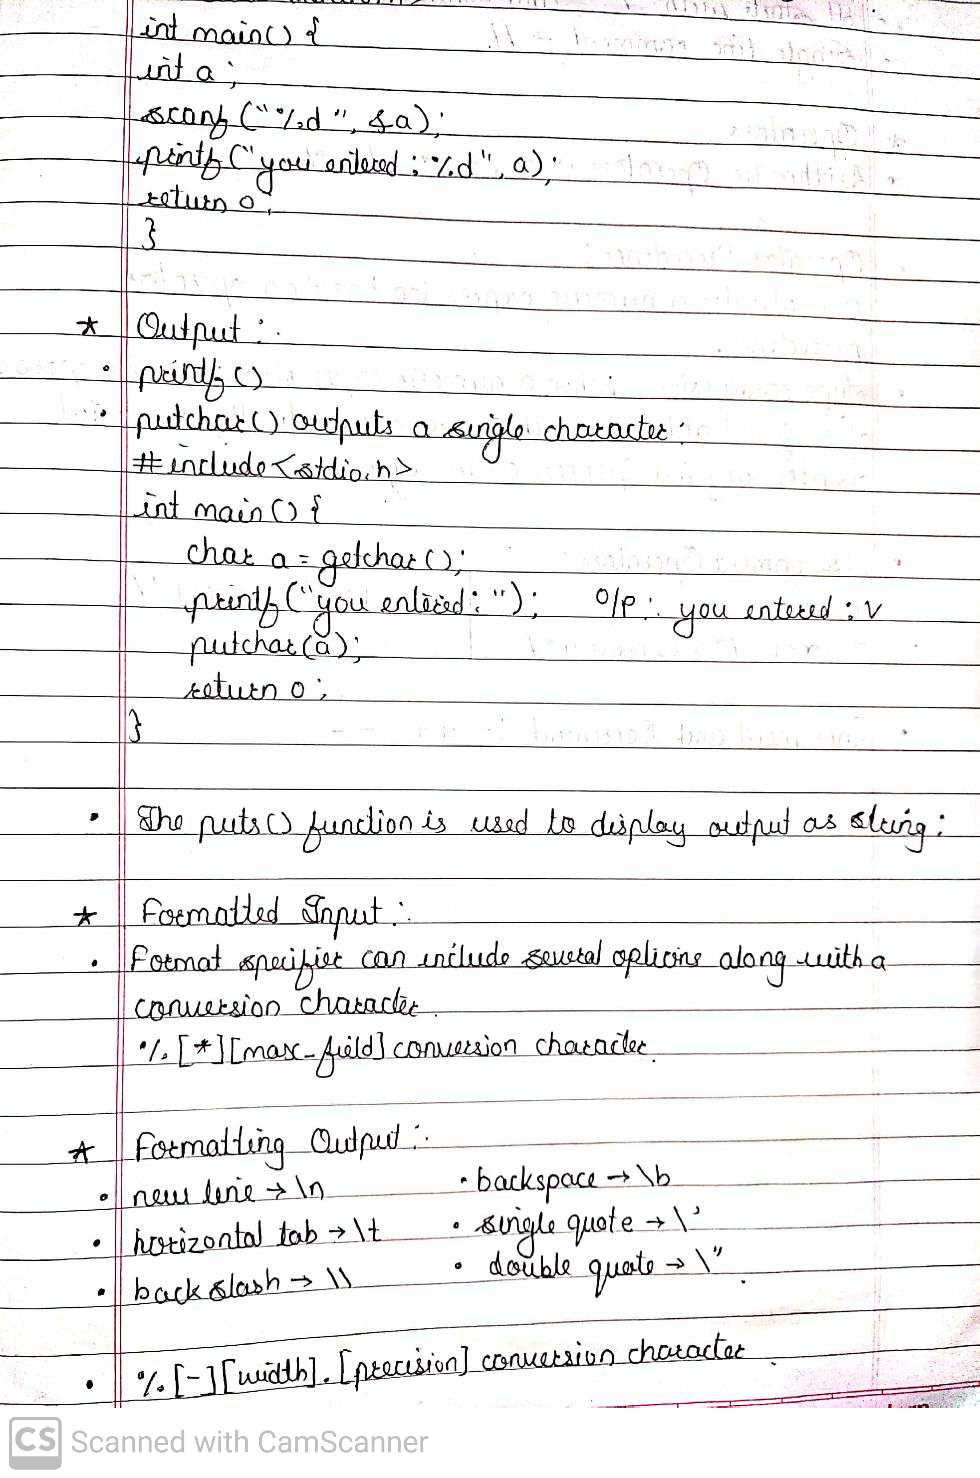 int main() {
int a;
scanf ("%d", &a);
printf ("you entered : %d", a);
return 0;
}
* Output :.
• printf ()
• putchar() outputs a single character :
# include <stdio.h>
int main () {
char a = getchar ();
printf ("you entered : "); O/P : you entered : v
putchar(a);
return 0;
}
• The puts() function is used to display output as string :
* Formatted Input :.
• Format specifier can include several options along with a
conversion character.
% [*] [max-field] conversion character.
* Formatting Output :.
• new line → \n • backspace → \b
• horizontal tab → \t • single quote → \'
• back slash → \\ • double quote → \"
• % [-] [width] . [precision] conversion character.
CS Scanned with CamScanner